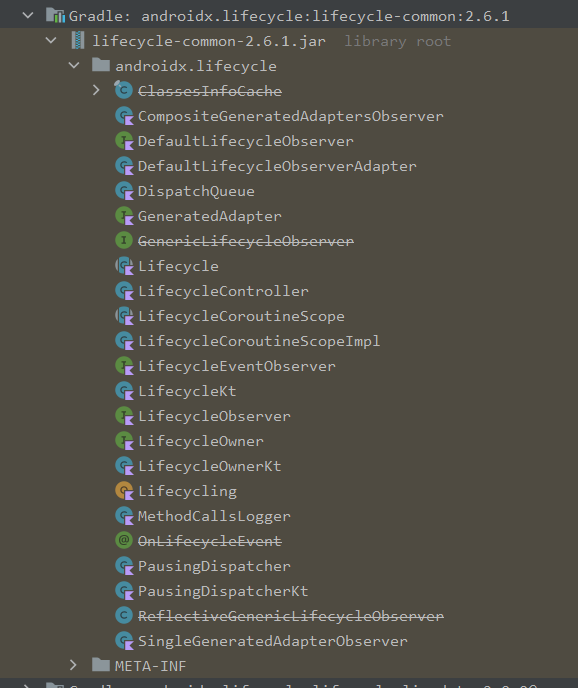 Gradle: androidx.lifecycle:lifecycle-common:2.6.1
lifecycle-common-2.6.1.jar library root
androidx.lifecycle
ClassesInfoCache
CompositeGeneratedAdaptersObserver
DefaultLifecycleObserver
DefaultLifecycleObserverAdapter
DispatchQueue
GeneratedAdapter
GenericLifecycleObserver
Lifecycle
LifecycleController
LifecycleCoroutineScope
LifecycleCoroutineScopeImpl
LifecycleEventObserver
LifecycleKt
LifecycleObserver
LifecycleOwner
LifecycleOwnerKt
Lifecycling
MethodCallsLogger
OnLifecycleEvent
PausingDispatcher
PausingDispatcherKt
ReflectiveGenericLifecycleObserver
SingleGeneratedAdapterObserver
META-INF